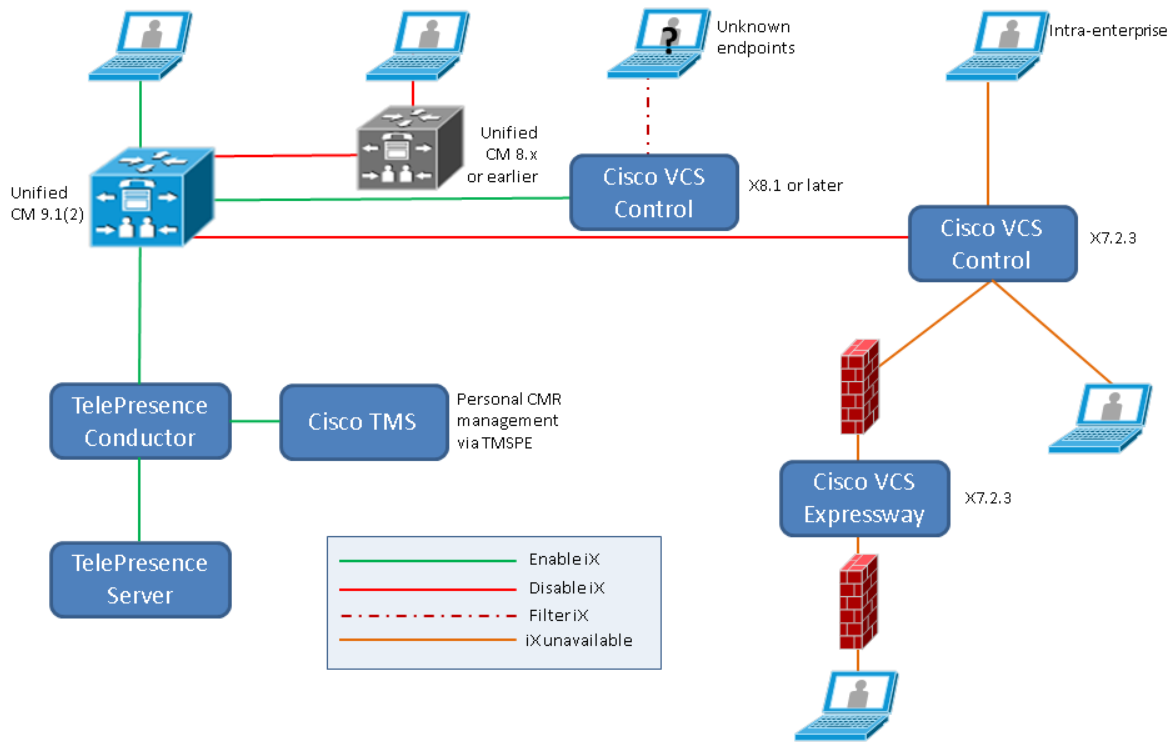 Unknown
endpoints
Intra-enterprise
?
Unified
CM 8.x
or earlier
Cisco VCS
Control
X8.1 or later
Unified
CM 9.1(2)
Cisco VCS
Control
X7.2.3
TelePresence
Conductor
Cisco TMS
Personal CMR
management
via TMSPE
Cisco VCS
Expressway
X7.2.3
TelePresence
Server
Enable iX
Disable iX
Filter iX
iX unavailable